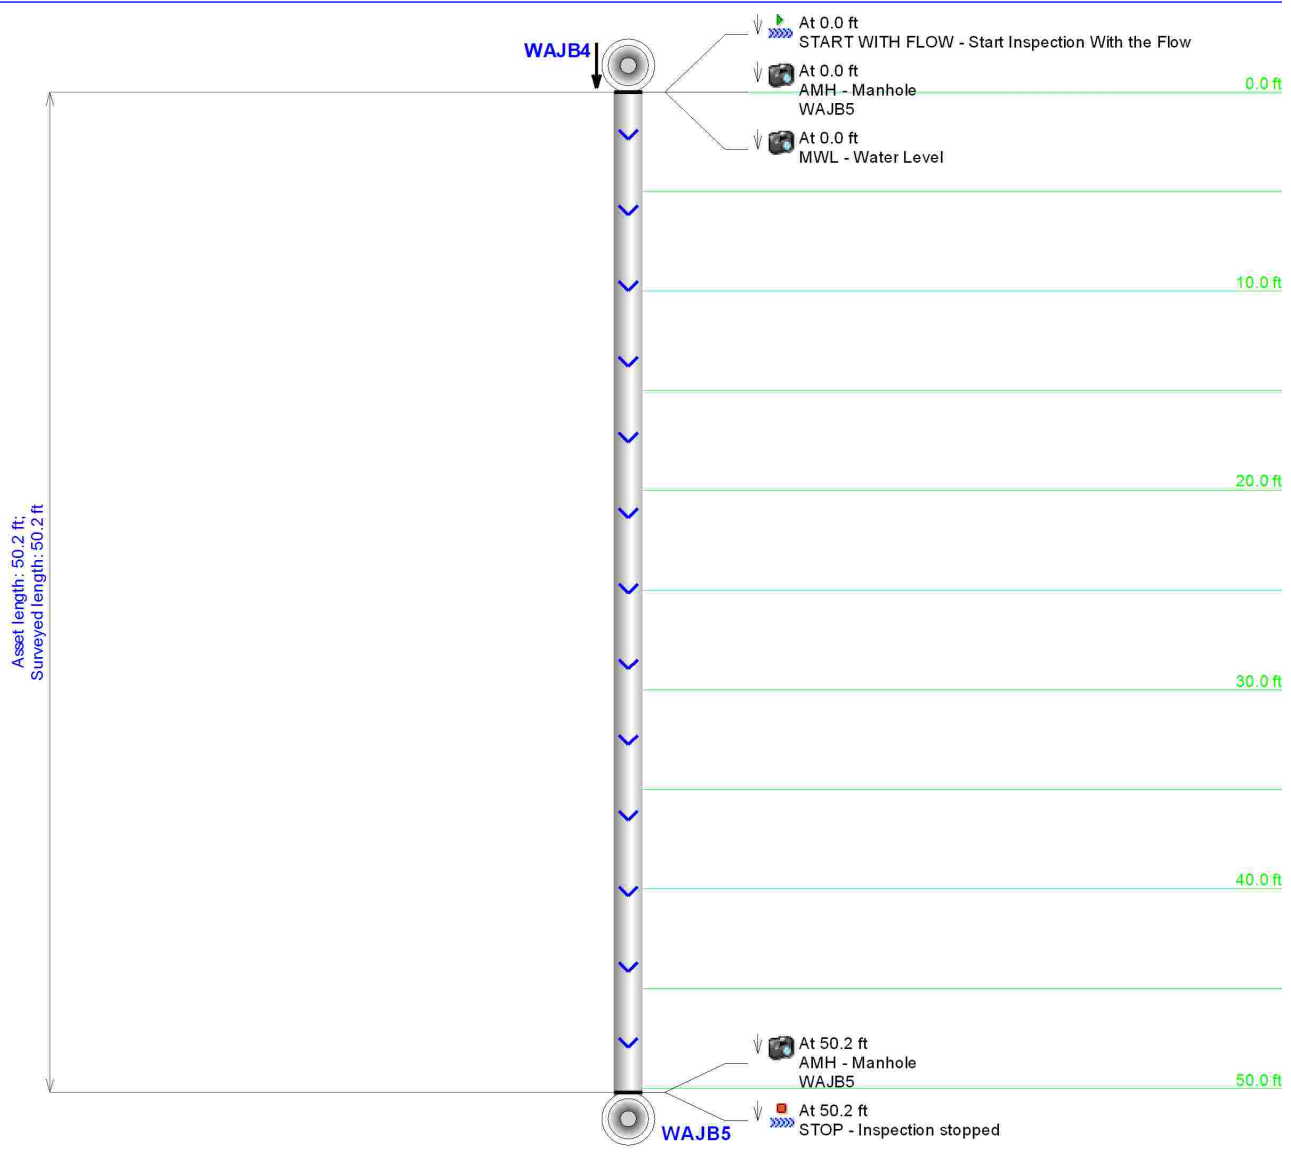 At 0.0 ft
START WITH FLOW - Start Inspection With the Flow
WAJB4
At 0.0 ft
AMH - Manhole
WAJB5
0.0 ft
At 0.0 ft
MWL - Water Level
10.0 ft
20.0 ft
Asset length: 50.2 ft;
Surveyed length: 50.2 ft
30.0 ft
40.0 ft
At 50.2 ft
AMH - Manhole
WAJB5
50.0 ft
At 50.2 ft
STOP - Inspection stopped
WAJB5